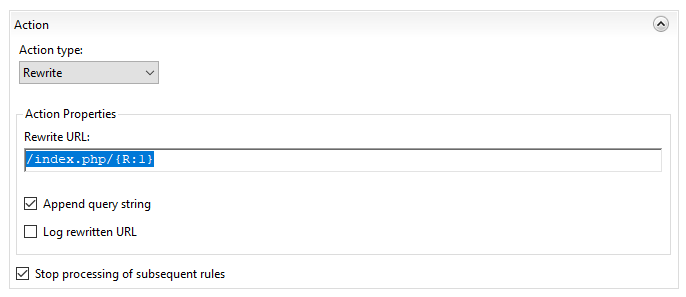 Action
Action type:
Rewrite
Action Properties
Rewrite URL:
/index.php/{R:1}
Append query string
Log rewritten URL
Stop processing of subsequent rules